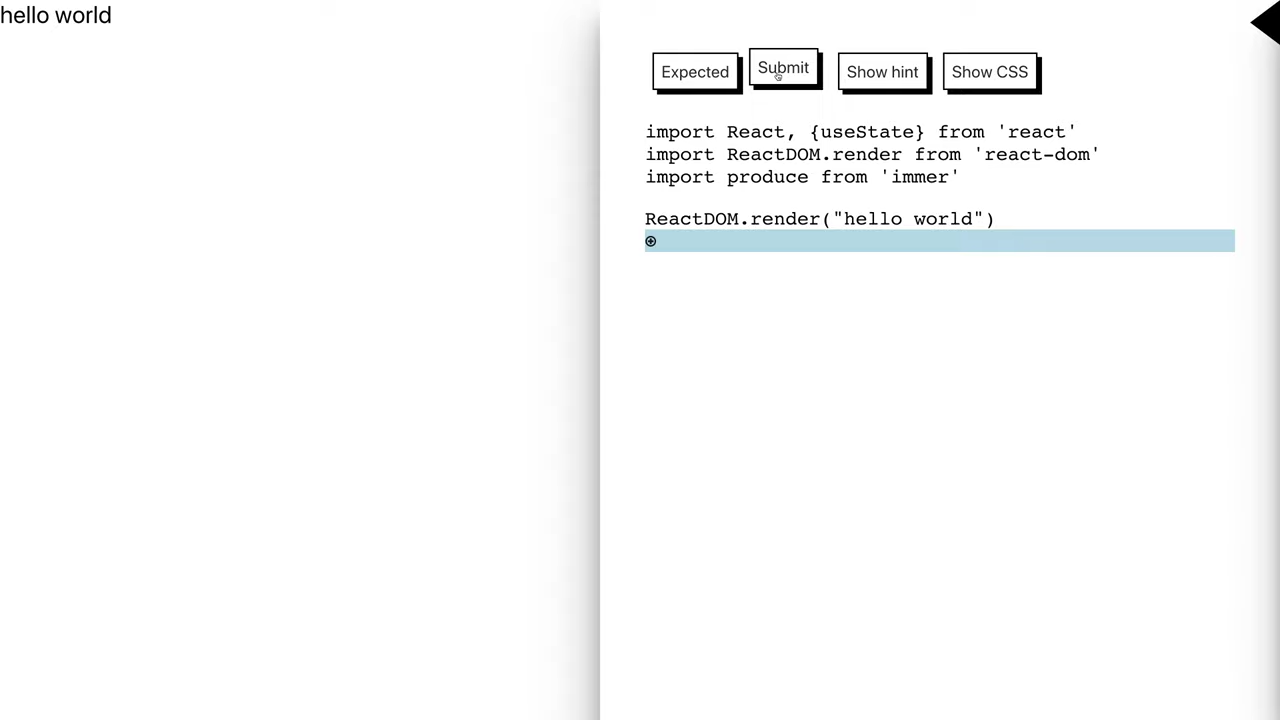 hello world
Expected
Submit
Show hint
Show CSS
import React, {useState} from 'react'
import ReactDOM.render from 'react-dom'
import produce from 'immer'
ReactDOM.render("hello world")